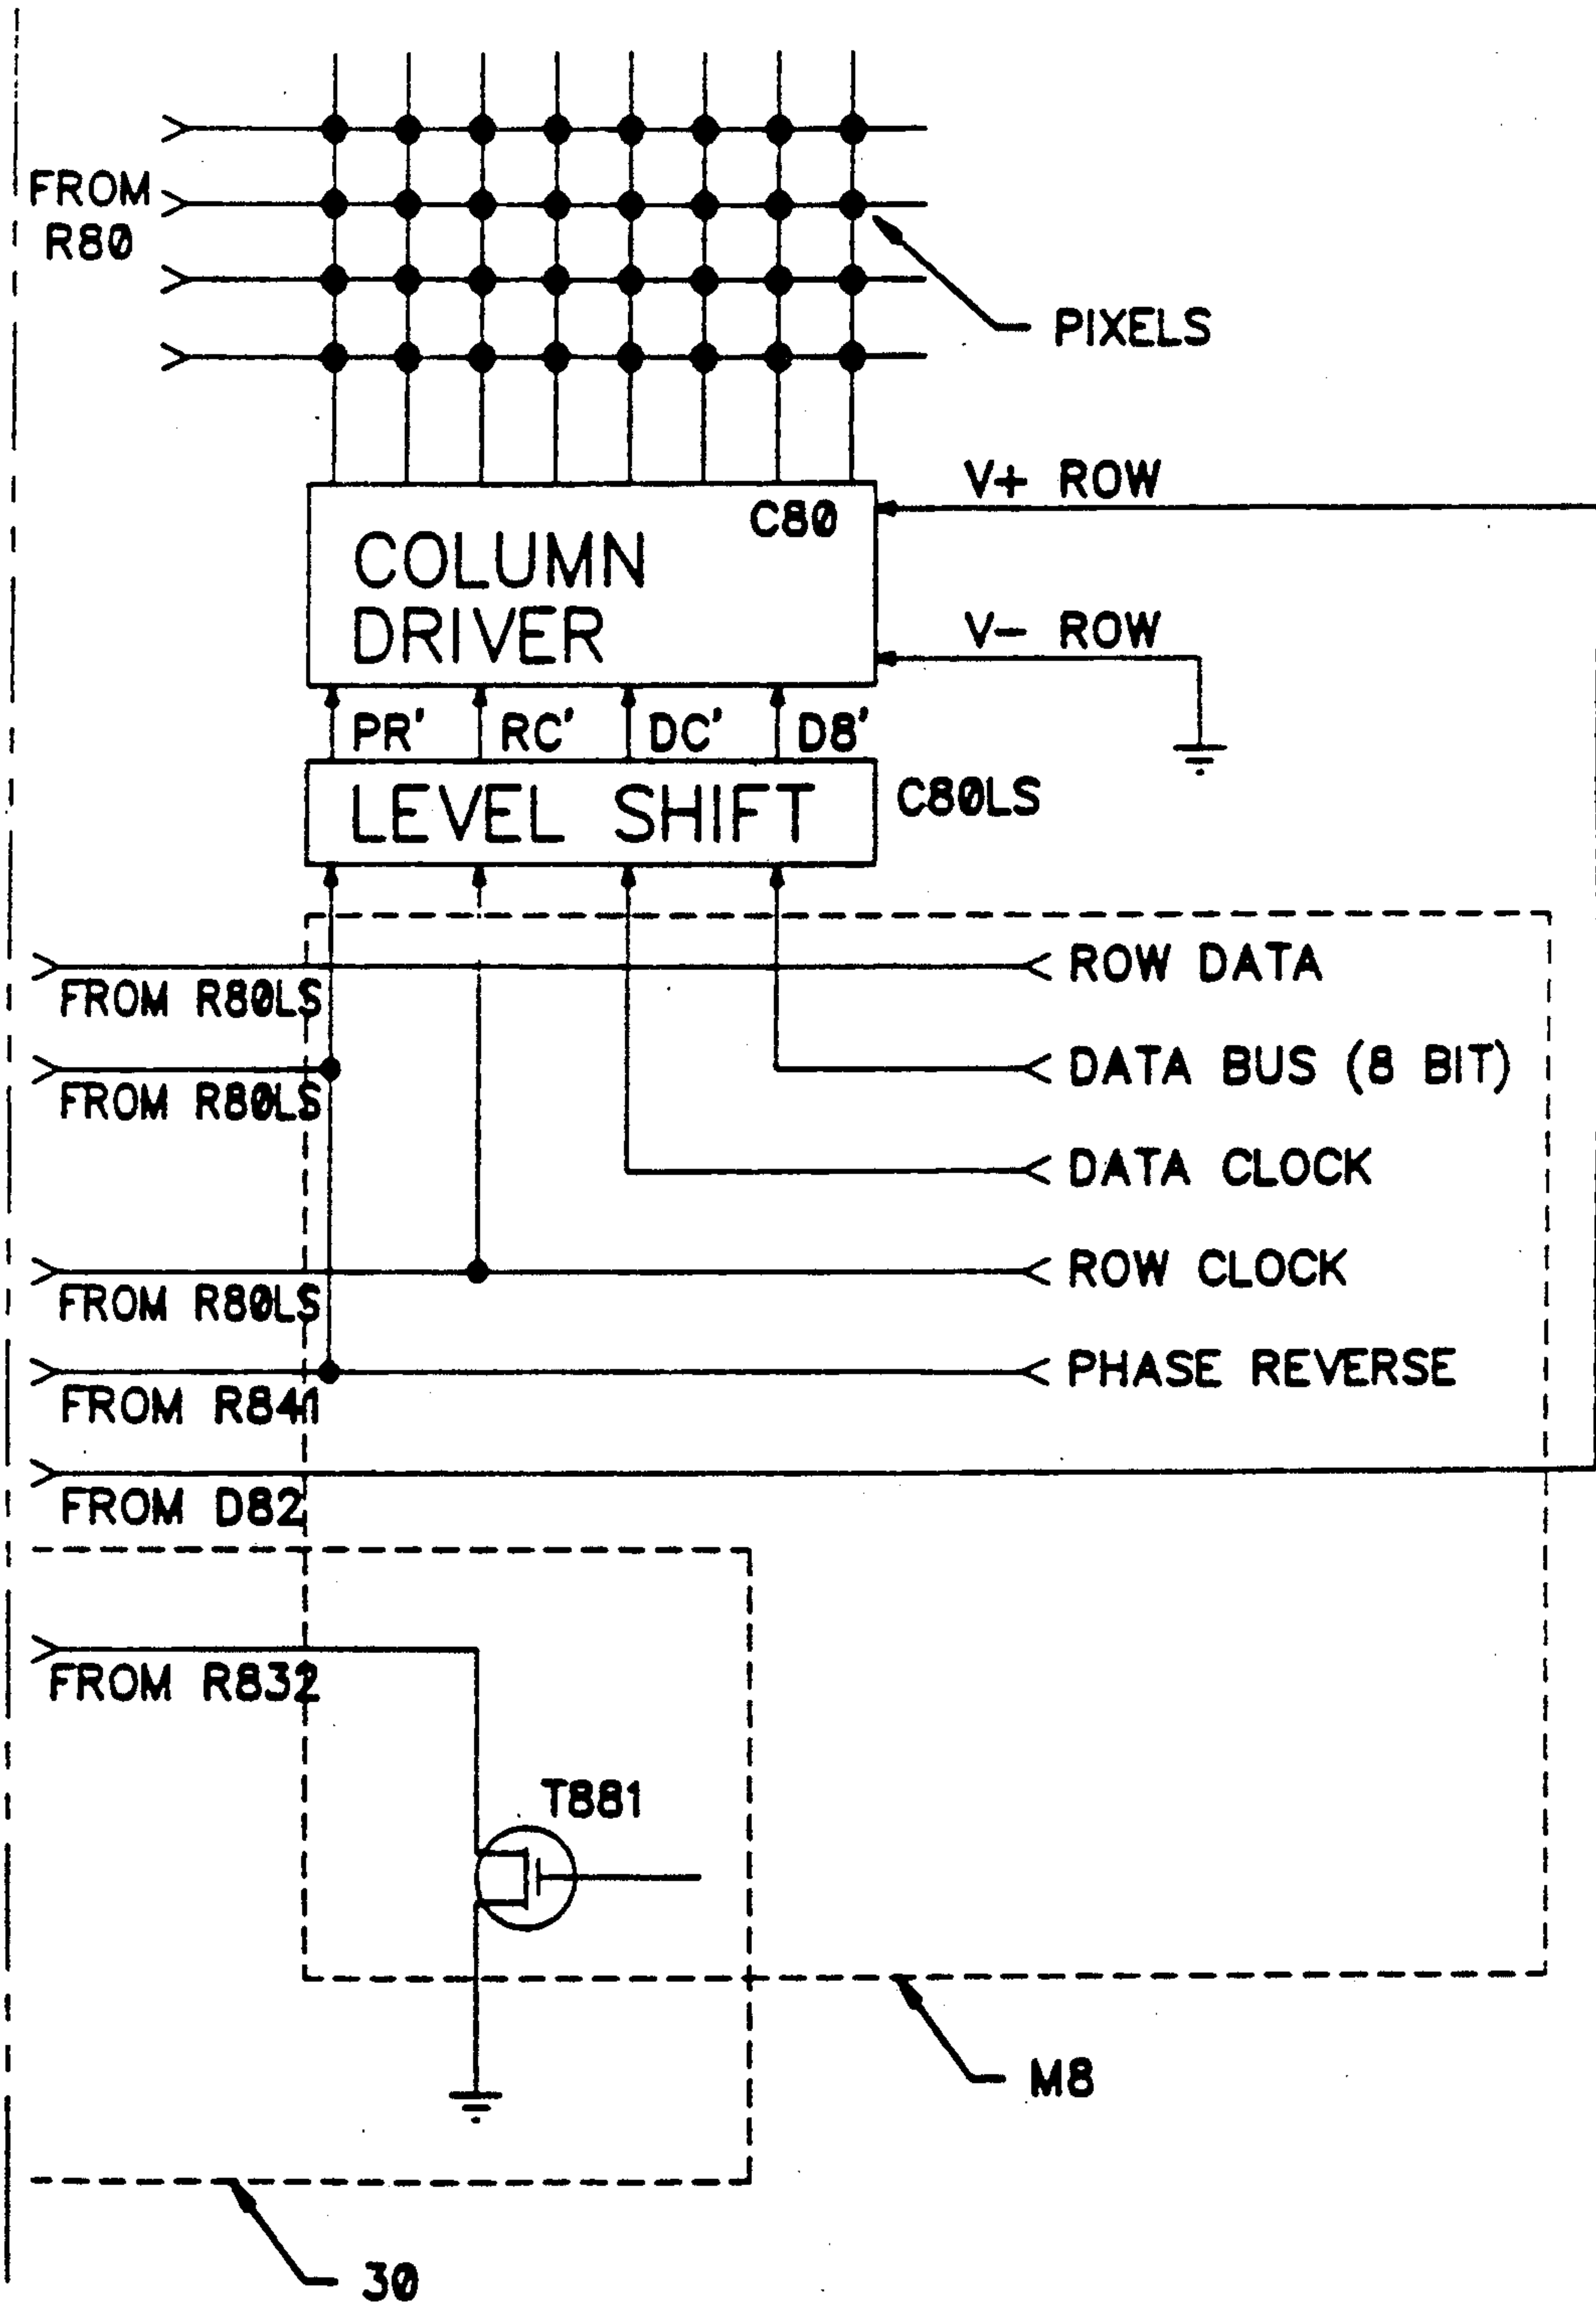 FROM
R80
PIXELS
V+ ROW
C80
COLUMN
DRIVER
V- ROW
PR' RC' DC' D8'
LEVEL SHIFT
C80LS
ROW DATA
FROM R80LS
DATA BUS (8 BIT)
FROM R80LS
DATA CLOCK
ROW CLOCK
FROM R80LS
PHASE REVERSE
FROM R841
FROM D82
FROM R832
T881
M8
30